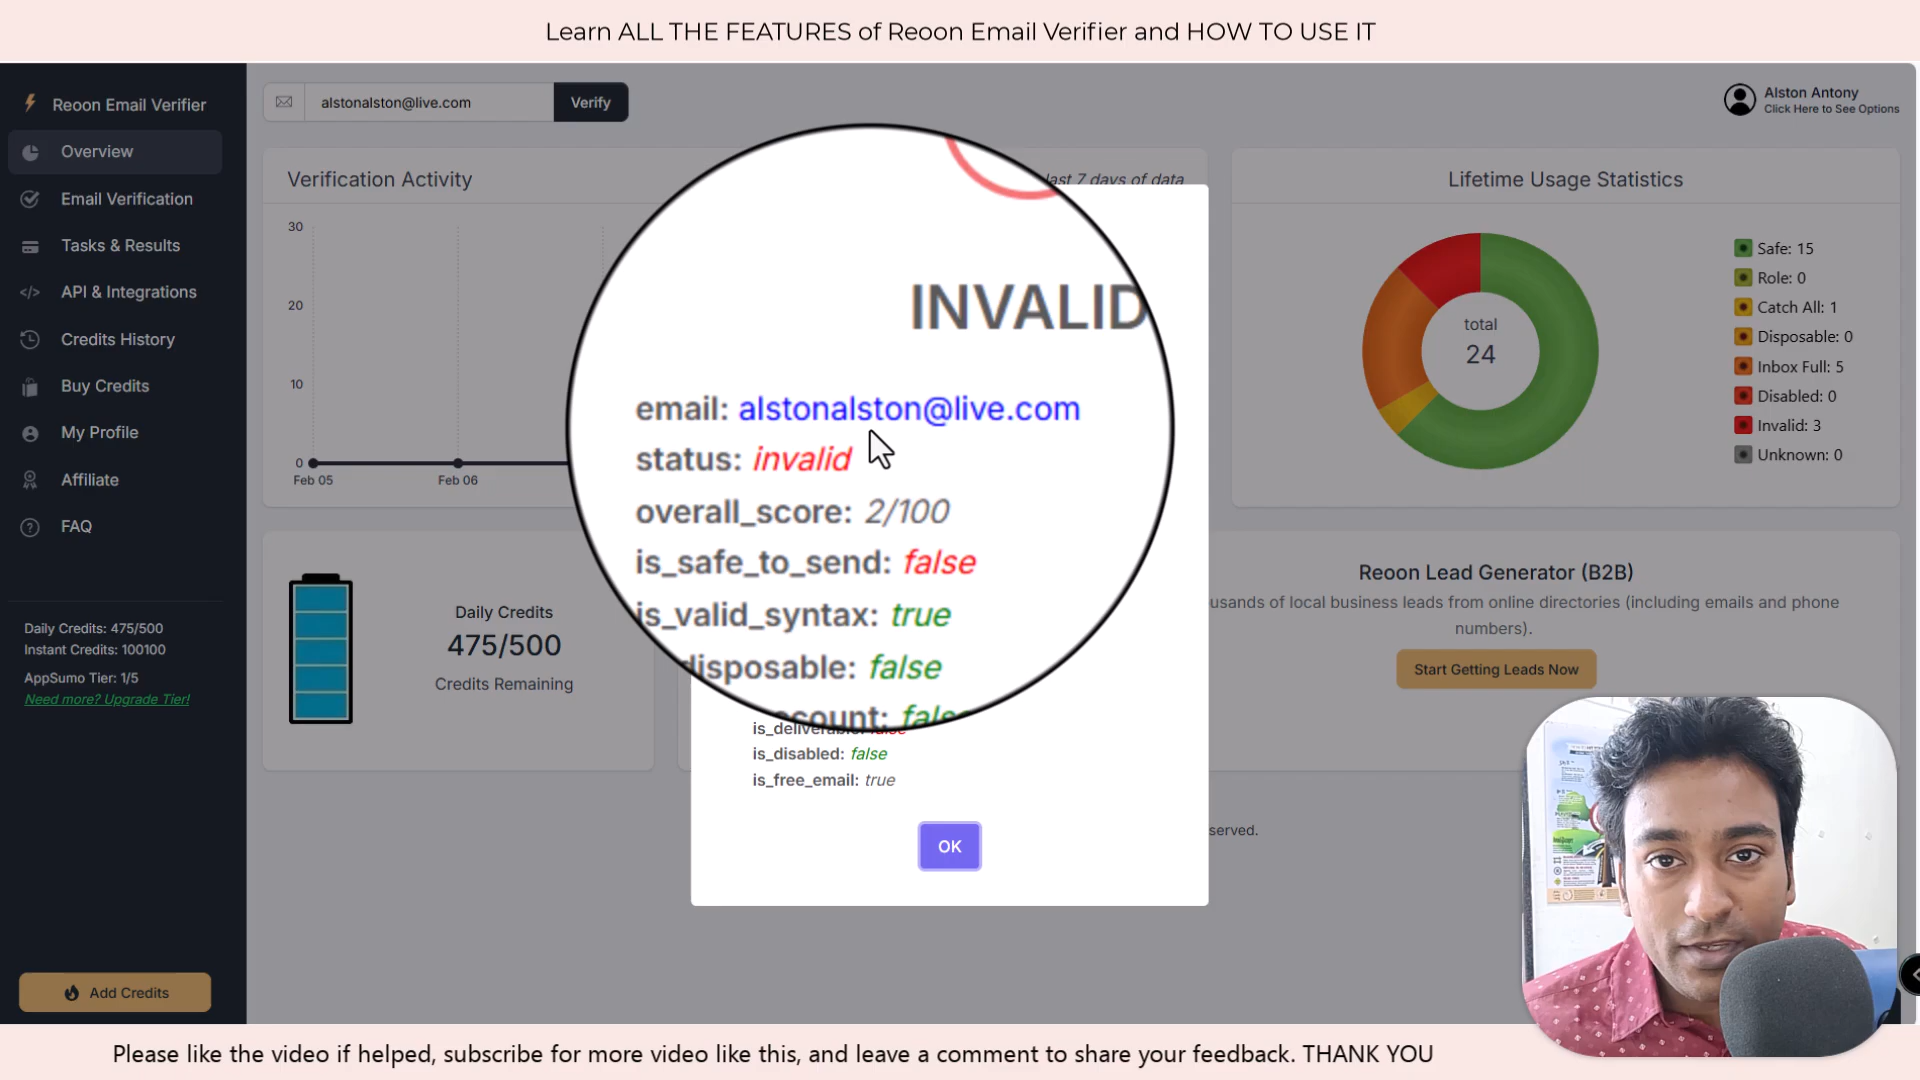 Learn ALL THE FEATURES of Reoon Email Verifier and HOW TO USE IT
Reoon Email Verifier
Overview
Email Verification
Tasks & Results
API & Integrations
Credits History
Buy Credits
My Profile
Affiliate
FAQ
Daily Credits: 475/500
Instant Credits: 100100
AppSumo Tier: 1/5
Need more? Upgrade Tier!
Add Credits
alstonalston@live.com
Verify
Alston Antony
Click Here to See Options
Verification Activity
last 7 days of data
30
20
10
0
Feb 05
Feb 06
INVALID
email: alstonalston@live.com
status: invalid
overall_score: 2/100
is_safe_to_send: false
is_valid_syntax: true
disposable: false
count: false
is_deliverable: false
is_disabled: false
is_free_email: true
OK
Lifetime Usage Statistics
total
24
Safe: 15
Role: 0
Catch All: 1
Disposable: 0
Inbox Full: 5
Disabled: 0
Invalid: 3
Unknown: 0
Daily Credits
475/500
Credits Remaining
Reoon Lead Generator (B2B)
usands of local business leads from online directories (including emails and phone
numbers).
Start Getting Leads Now
served.
Please like the video if helped, subscribe for more video like this, and leave a comment to share your feedback. THANK YOU